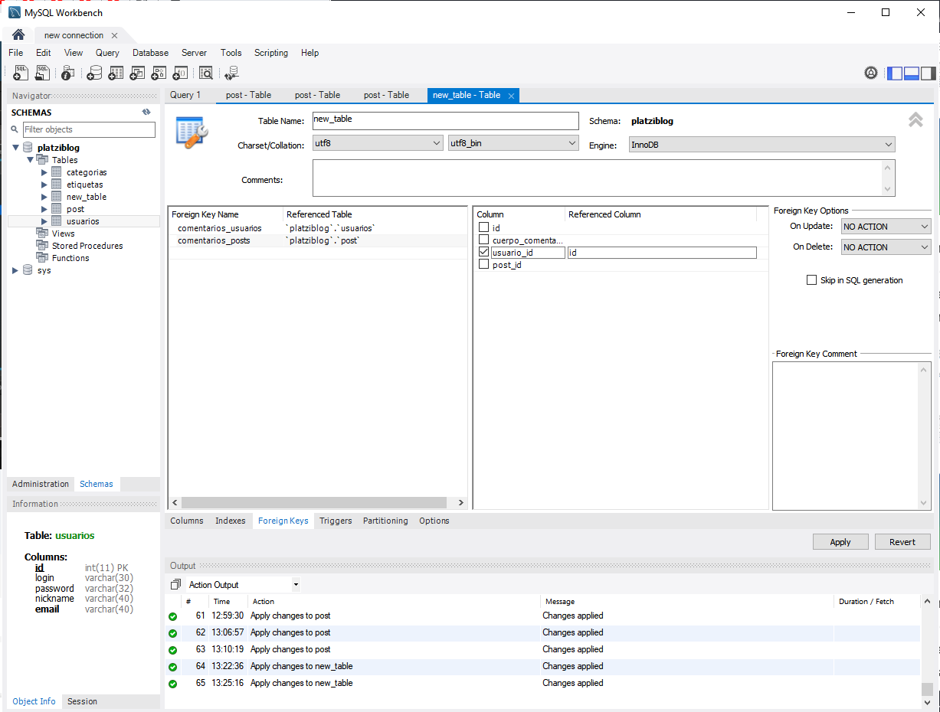 MySQL Workbench
new connection
File Edit View Query Database Server Tools Scripting Help
Navigator
SCHEMAS
Filter objects
platziblog
Tables
categorias
etiquetas
new_table
post
usuarios
Views
Stored Procedures
Functions
sys
Administration Schemas
Information
Table: usuarios
Columns:
id int(11) PK
login varchar(30)
password varchar(32)
nickname varchar(40)
email varchar(40)
Object Info Session
Query 1 post - Table post - Table post - Table new_table - Table
Table Name: new_table Schema: platziblog
Charset/Collation: utf8 utf8_bin Engine: InnoDB
Comments:
Foreign Key Name Referenced Table
comentarios_usuarios `platziblog`.`usuarios`
comentarios_posts `platziblog`.`post`
Column Referenced Column
id
cuerpo_comenta...
usuario_id id
post_id
Foreign Key Options
On Update: NO ACTION
On Delete: NO ACTION
Skip in SQL generation
Foreign Key Comment
Columns Indexes Foreign Keys Triggers Partitioning Options
Apply Revert
Output
Action Output
# Time Action Message Duration / Fetch
61 12:59:30 Apply changes to post Changes applied
62 13:06:57 Apply changes to post Changes applied
63 13:10:19 Apply changes to post Changes applied
64 13:22:36 Apply changes to new_table Changes applied
65 13:25:16 Apply changes to new_table Changes applied